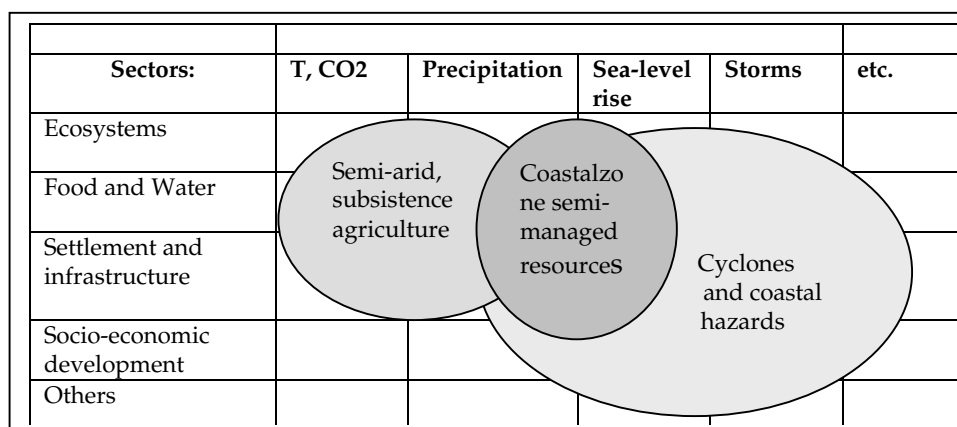 Sectors: T, CO2 Precipitation Sea-level Storms etc.
rise
Ecosystems
Food and Water
Settlement and
infrastructure
Socio-economic
development
Others
Semi-arid,
subsistence
agriculture
Coastalzo
ne semi-
managed
resources
Cyclones
and coastal
hazards